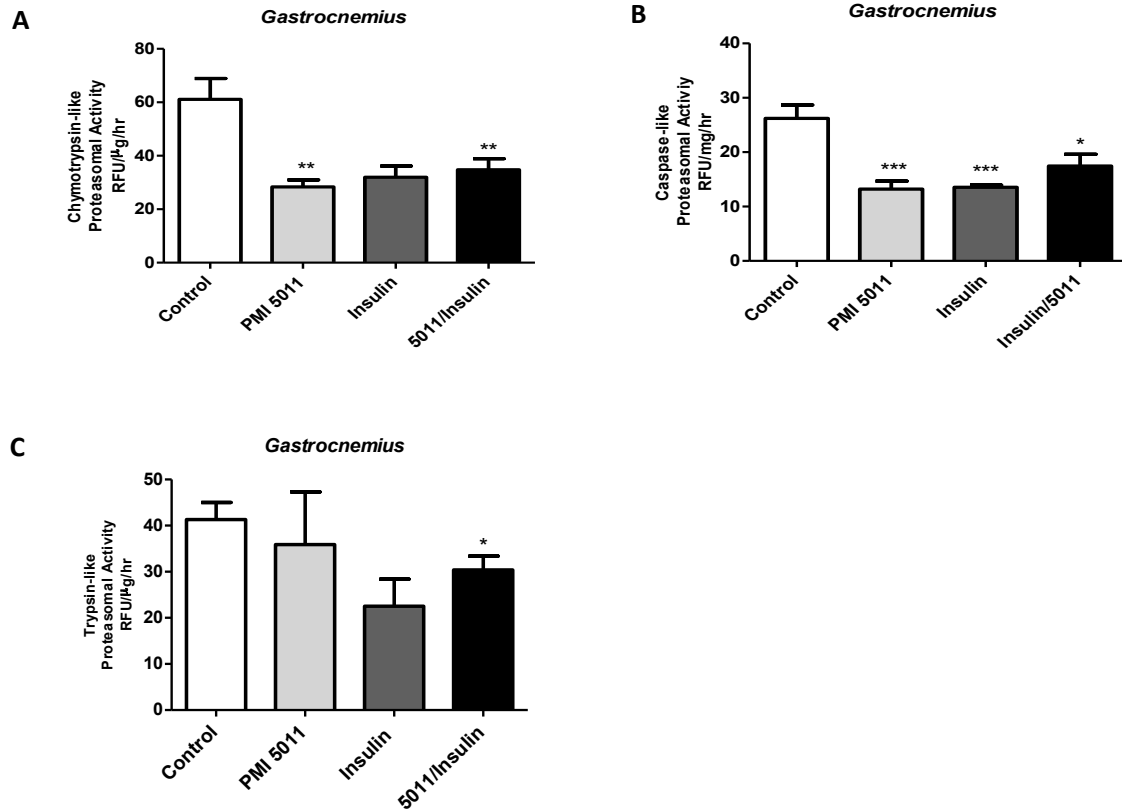 A
Gastrocnemius
Chymotrypsin-like
Proteasomal Activity
RFU/µg/hr
80
60
40
20
0
**
**
Control
PMI 5011
Insulin
5011/Insulin
B
Gastrocnemius
Caspase-like
Proteasomal Activiy
RFU/mg/hr
40
30
20
10
0
***
***
*
Control
PMI 5011
Insulin
Insulin/5011
C
Gastrocnemius
Trypsin-like
Proteasomal Activity
RFU/µg/hr
50
40
30
20
10
0
*
Control
PMI 5011
Insulin
5011/Insulin